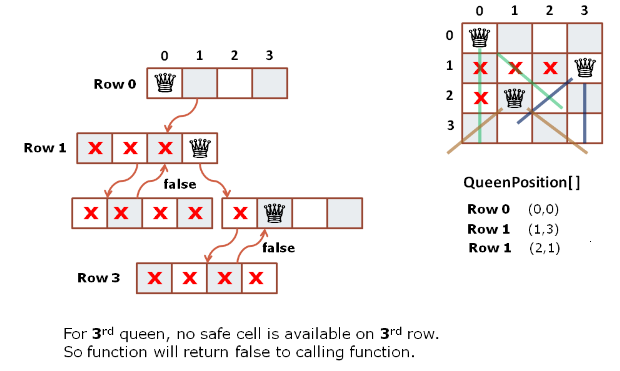 0 1 2 3
Row 0
Row 1 X X X
false
X X X X X
false
Row 3 X X X X
0 1 2 3
0
1 X X X
2 X
3
QueenPosition[]
Row 0 (0,0)
Row 1 (1,3)
Row 1 (2,1)
For 3rd queen, no safe cell is available on 3rd row.
So function will return false to calling function.